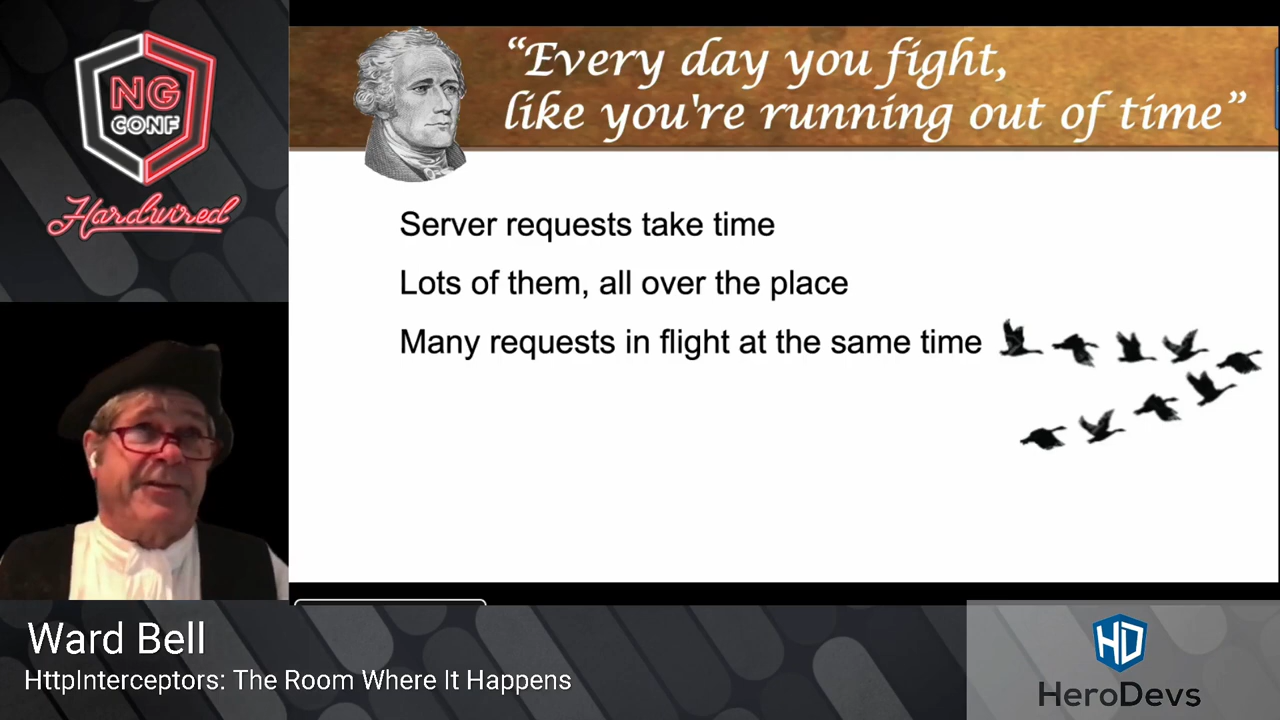 NG
CONF
Hardwired
“Every day you fight,
like you're running out of time”
Server requests take time
Lots of them, all over the place
Many requests in flight at the same time
Ward Bell
HttpInterceptors: The Room Where It Happens
HD
HeroDevs